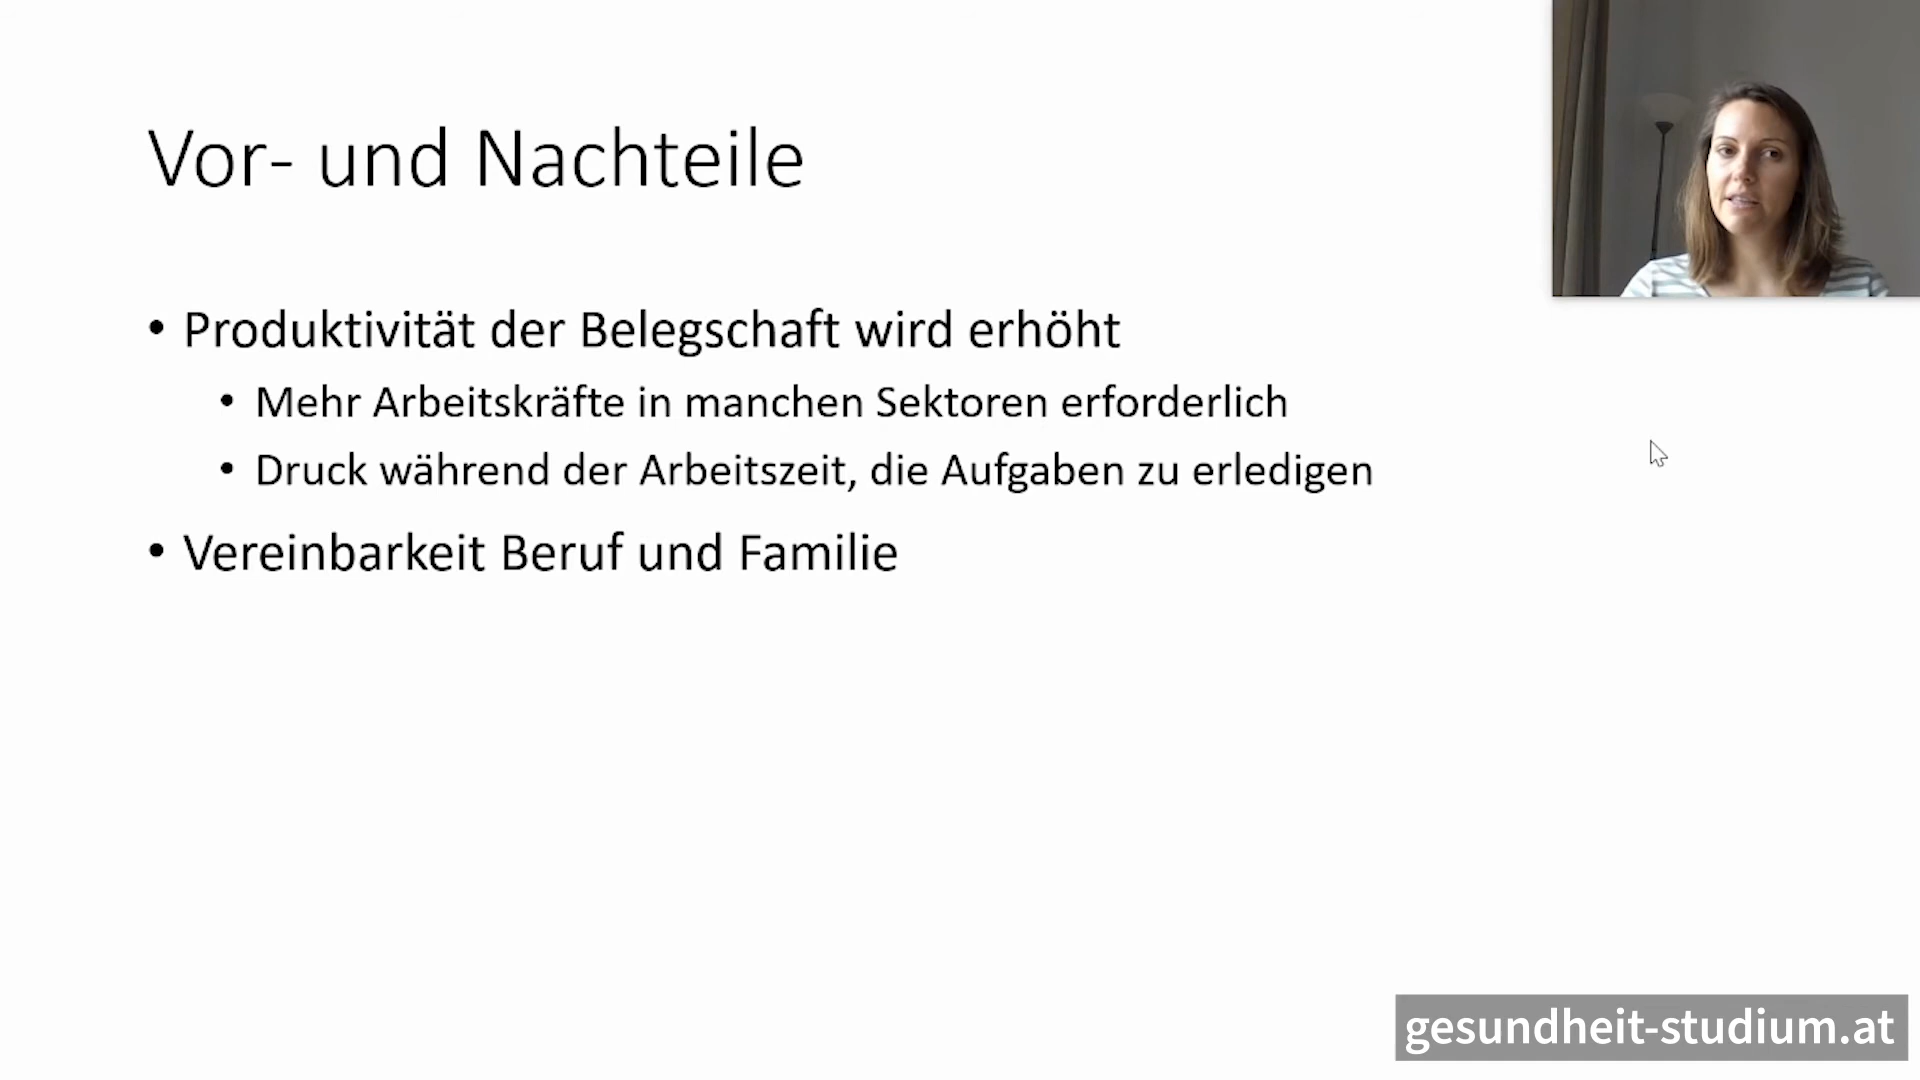 Vor- und Nachteile
• Produktivität der Belegschaft wird erhöht
• Mehr Arbeitskräfte in manchen Sektoren erforderlich
• Druck während der Arbeitszeit, die Aufgaben zu erledigen
• Vereinbarkeit Beruf und Familie
gesundheit-studium.at